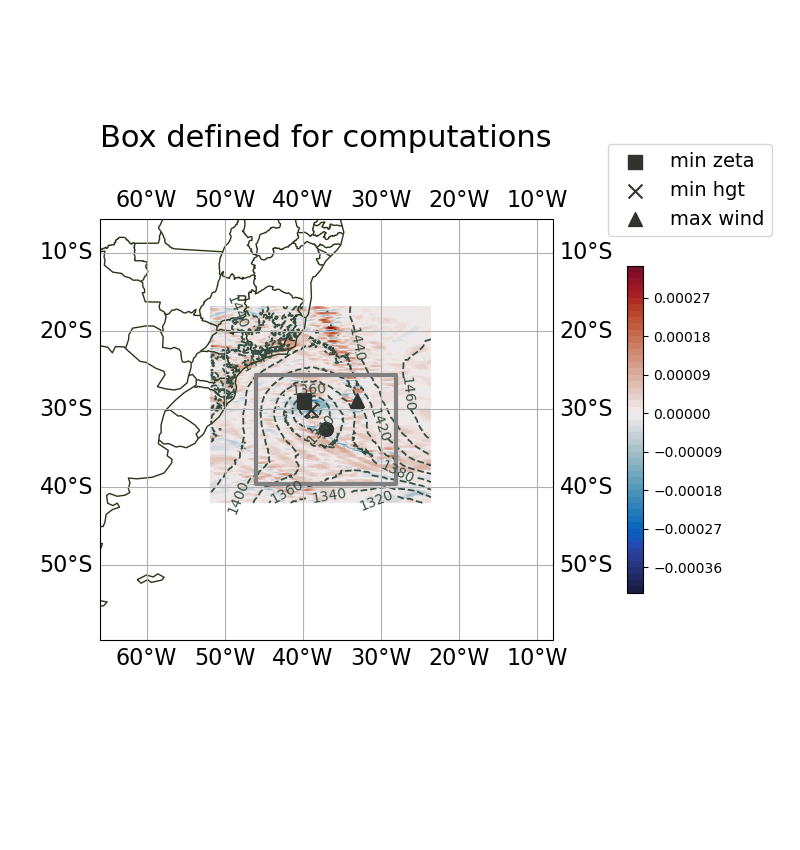 Box defined for computations
min zeta
min hgt
max wind
60°W 50°W 40°W 30°W 20°W 10°W
10°S 10°S
20°S 20°S
30°S 30°S
40°S 40°S
50°S 50°S
60°W 50°W 40°W 30°W 20°W 10°W
1440
1460
1360
1420
1380
1400
1360
1340
1320
0.00027
0.00018
0.00009
0.00000
−0.00009
−0.00018
−0.00027
−0.00036